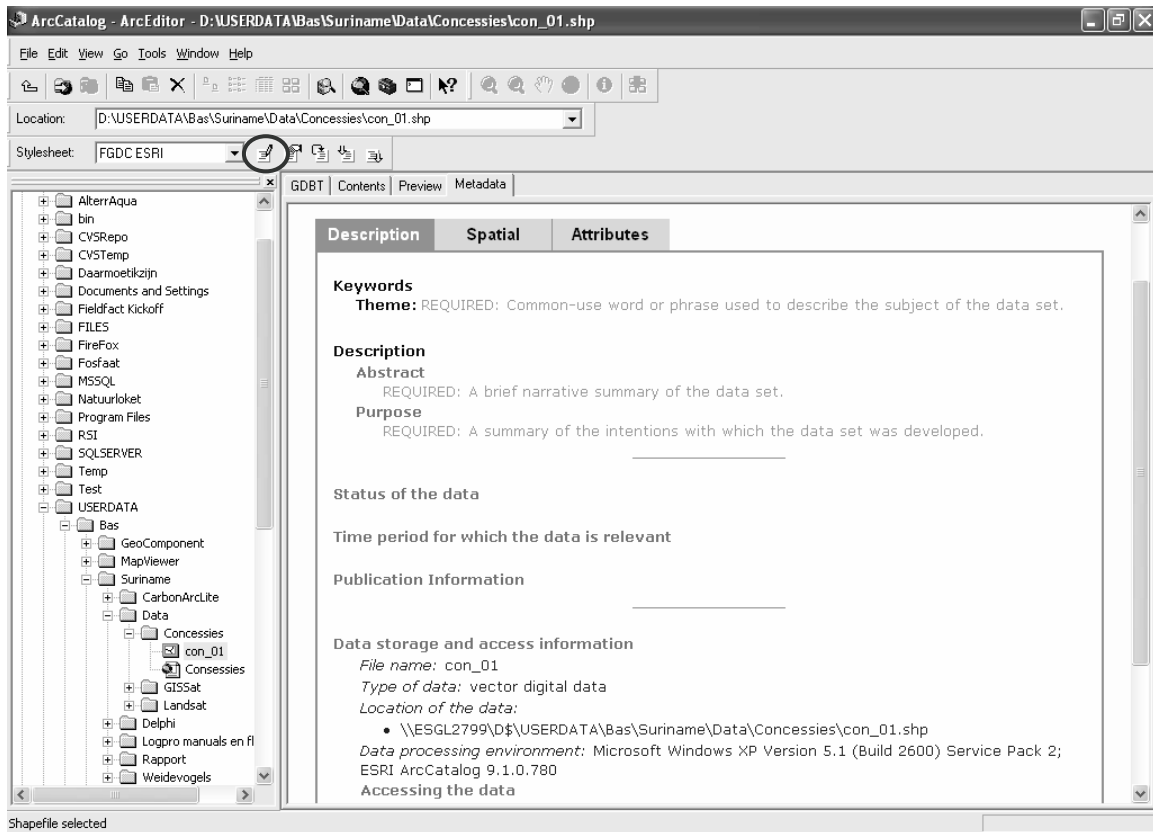 ArcCatalog - ArcEditor - D:\USERDATA\Bas\Suriname\Data\Concessies\con_01.shp
File Edit View Go Tools Window Help
Location: D:\USERDATA\Bas\Suriname\Data\Concessies\con_01.shp
Stylesheet: FGDC ESRI
AlterrAqua
bin
CVSRepo
CVSTemp
Daarmoetikzijn
Documents and Settings
Fieldfact Kickoff
FILES
FireFox
Fosfaat
MSSQL
Natuurloket
Program Files
RSI
SQLSERVER
Temp
Test
USERDATA
Bas
GeoComponent
MapViewer
Suriname
CarbonArcLite
Data
Concessies
con_01
Consessies
GISSat
Landsat
Delphi
Logpro manuals en fl
Rapport
Weidevogels
GDBT Contents Preview Metadata
Description Spatial Attributes
Keywords
Theme: REQUIRED: Common-use word or phrase used to describe the subject of the data set.
Description
Abstract
REQUIRED: A brief narrative summary of the data set.
Purpose
REQUIRED: A summary of the intentions with which the data set was developed.
Status of the data
Time period for which the data is relevant
Publication Information
Data storage and access information
File name: con_01
Type of data: vector digital data
Location of the data:
• \\ESGL2799\D$\USERDATA\Bas\Suriname\Data\Concessies\con_01.shp
Data processing environment: Microsoft Windows XP Version 5.1 (Build 2600) Service Pack 2;
ESRI ArcCatalog 9.1.0.780
Accessing the data
Shapefile selected